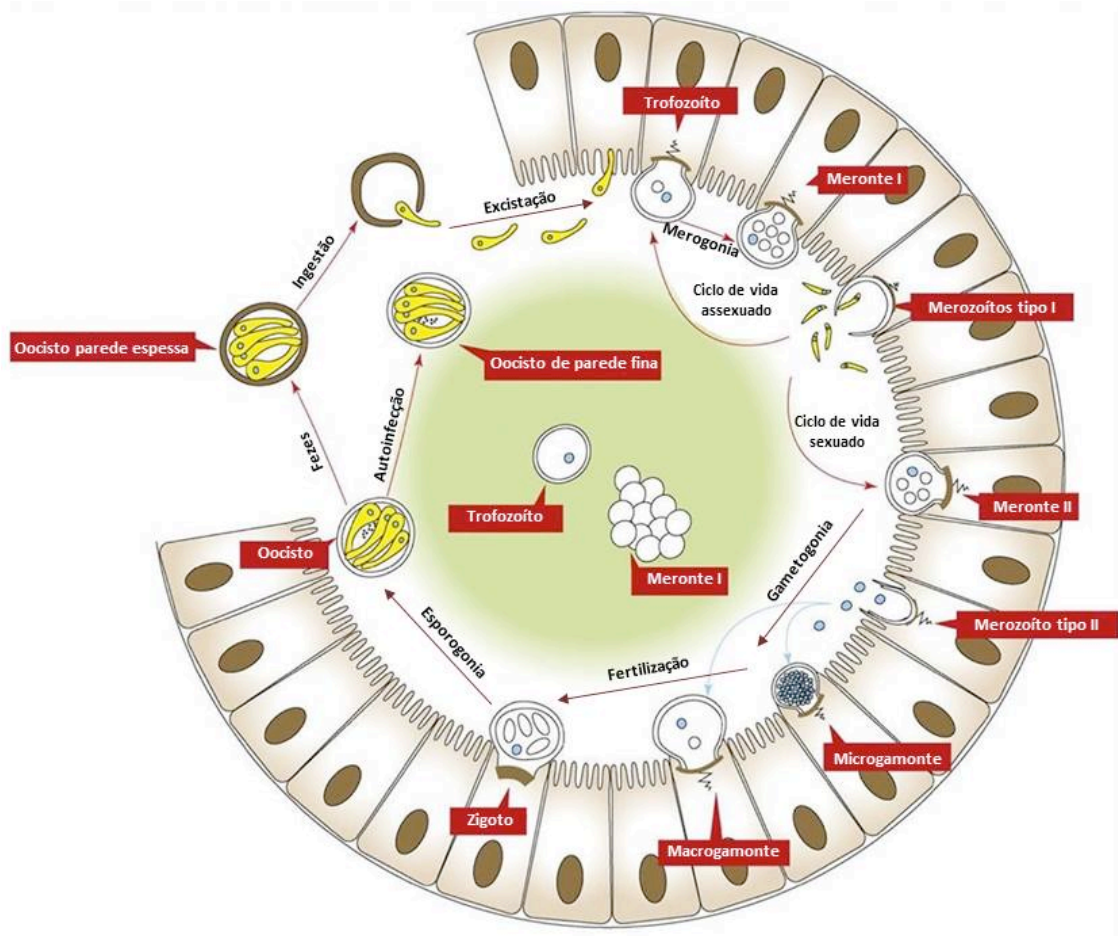 Trofozoíto
Meronte I
Excistação
Merogonia
Ingestão
Ciclo de vida
assexuado
Merozoítos tipo I
Oocisto parede espessa
Oocisto de parede fina
Autoinfecção
Fezes
Ciclo de vida
sexuado
Trofozoíto
Meronte II
Oocisto
Meronte I
Gametogonia
Merozoíto tipo II
Esporogonia
Fertilização
Microgamonte
Zigoto
Macrogamonte